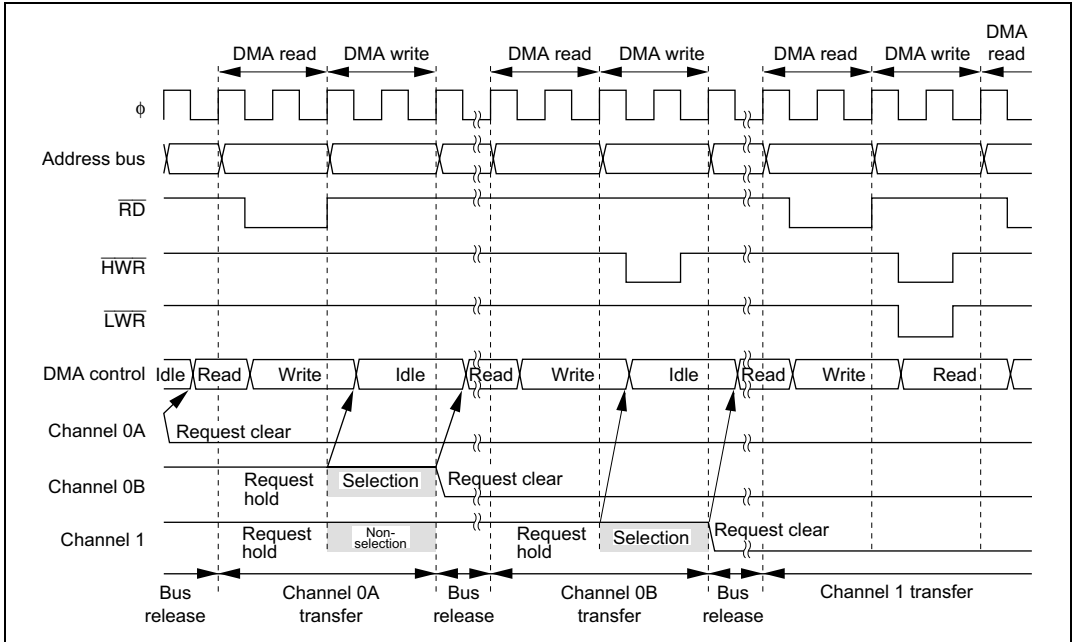 DMA read DMA write DMA read DMA write DMA read DMA write DMA read
ϕ
Address bus
RD
HWR
LWR
DMA control Idle Read Write Idle Read Write Idle Read Write Read
Channel 0A Request clear
Channel 0B Request hold Selection Request clear
Channel 1 Request hold Non-selection Request hold Selection Request clear
Bus release Channel 0A transfer Bus release Channel 0B transfer Bus release Channel 1 transfer